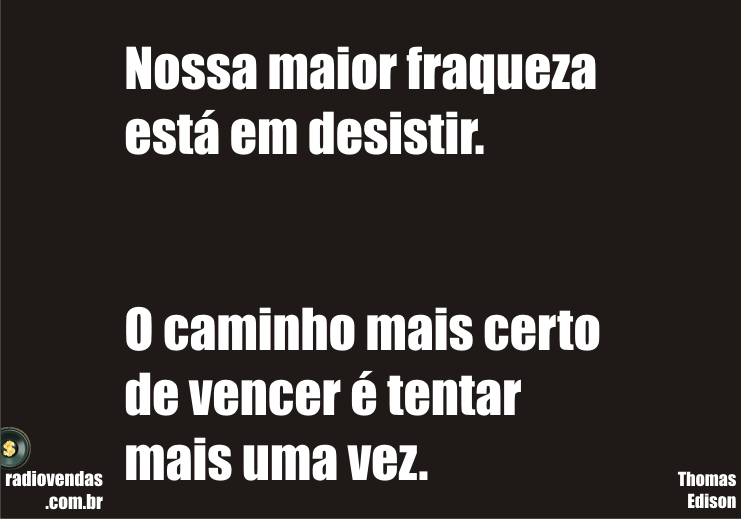 Nossa maior fraqueza
está em desistir.
O caminho mais certo
de vencer é tentar
mais uma vez.
$
radiovendas
.com.br
Thomas
Edison